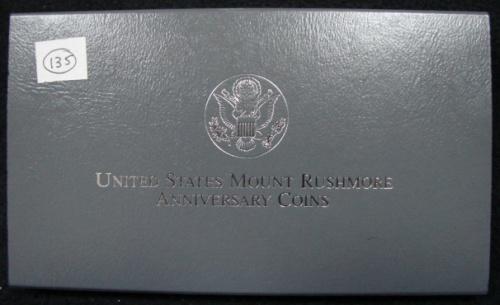 135
United States Mount Rushmore
Anniversary Coins